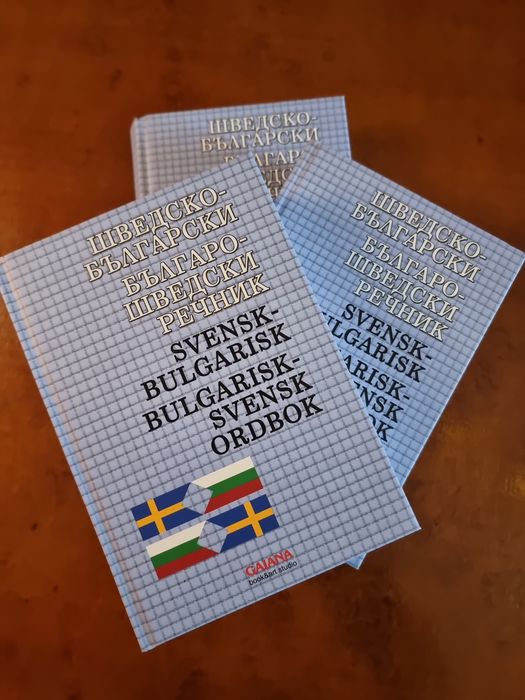 ШВЕДСКО-
БЪЛГАРСКИ
БЪЛГАРО-
ШВЕДСКИ
РЕЧНИК
SVENSK-
BULGARISK
BULGARISK-
SVENSK
ORDBOK
GAIANA
book&art studio
ШВЕДСКО-
БЪЛГАРСКИ
ШВЕДСКО-
БЪЛГАРСКИ
БЪЛГАРО-
ШВЕДСКИ
РЕЧНИК
SVENSK-